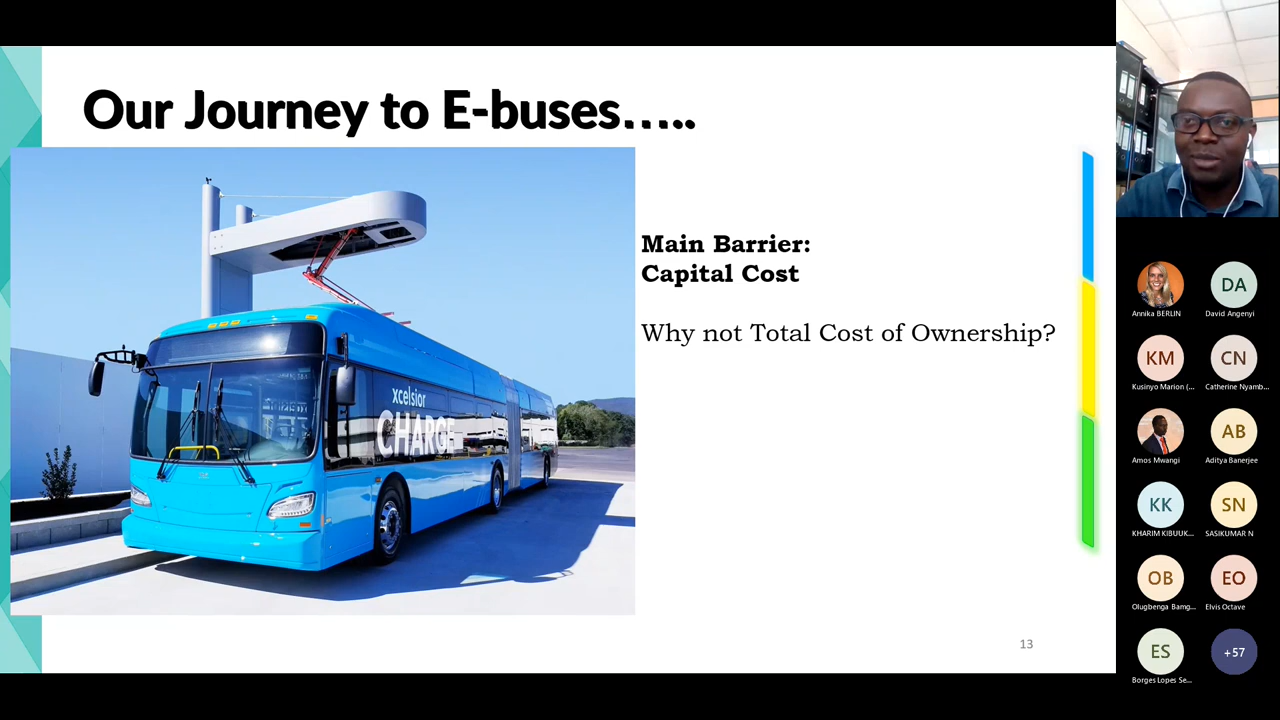 Our Journey to E-buses…..
xcelsior
CHARGE
Main Barrier:
Capital Cost
Why not Total Cost of Ownership?
13
Annika BERLIN
DA
David Angenyi
KM
Kusinyo Marion (...
CN
Catherine Nyamb...
Amos Mwangi
AB
Aditya Banerjee
KK
KHARIM KIBUUK...
SN
SASIKUMAR N
OB
Olugbenga Bamg...
EO
Elvis Octave
ES
Borges Lopes Se...
+57